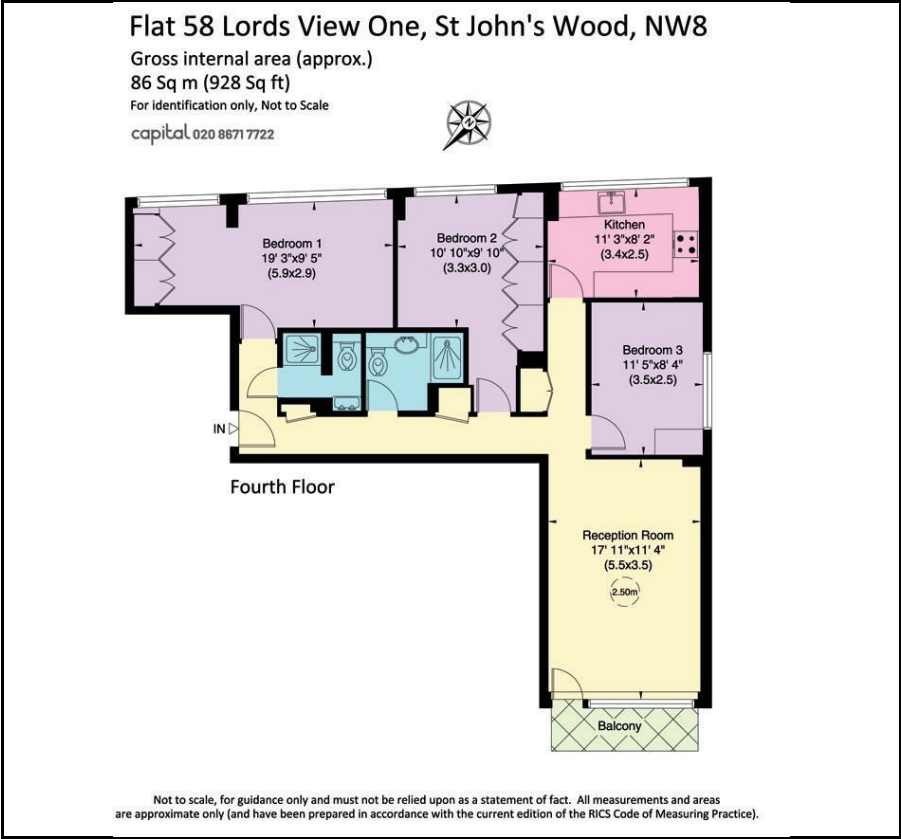 Flat 58 Lords View One, St John's Wood, NW8
Gross internal area (approx.)
86 Sq m (928 Sq ft)
For identification only, Not to Scale
capital 020 8671 7722
N
Kitchen
11' 3"x8' 2"
(3.4x2.5)
Bedroom 1
19' 3"x9' 5"
(5.9x2.9)
Bedroom 2
10' 10"x9' 10"
(3.3x3.0)
Bedroom 3
11' 5"x8' 4"
(3.5x2.5)
IN
Fourth Floor
Reception Room
17' 11"x11' 4"
(5.5x3.5)
2.50m
Balcony
Not to scale, for guidance only and must not be relied upon as a statement of fact. All measurements and areas
are approximate only (and have been prepared in accordance with the current edition of the RICS Code of Measuring Practice).